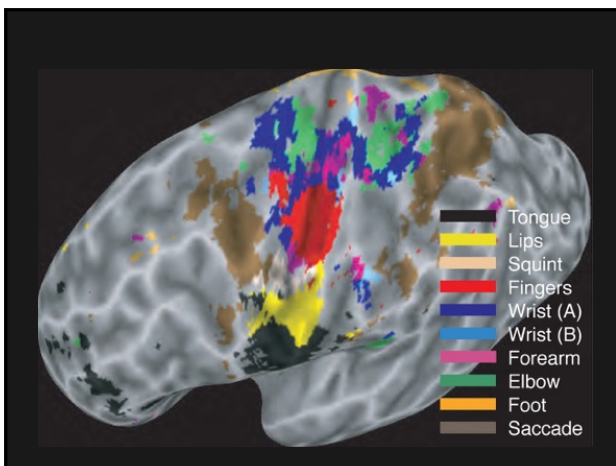 Tongue
Lips
Squint
Fingers
Wrist (A)
Wrist (B)
Forearm
Elbow
Foot
Saccade